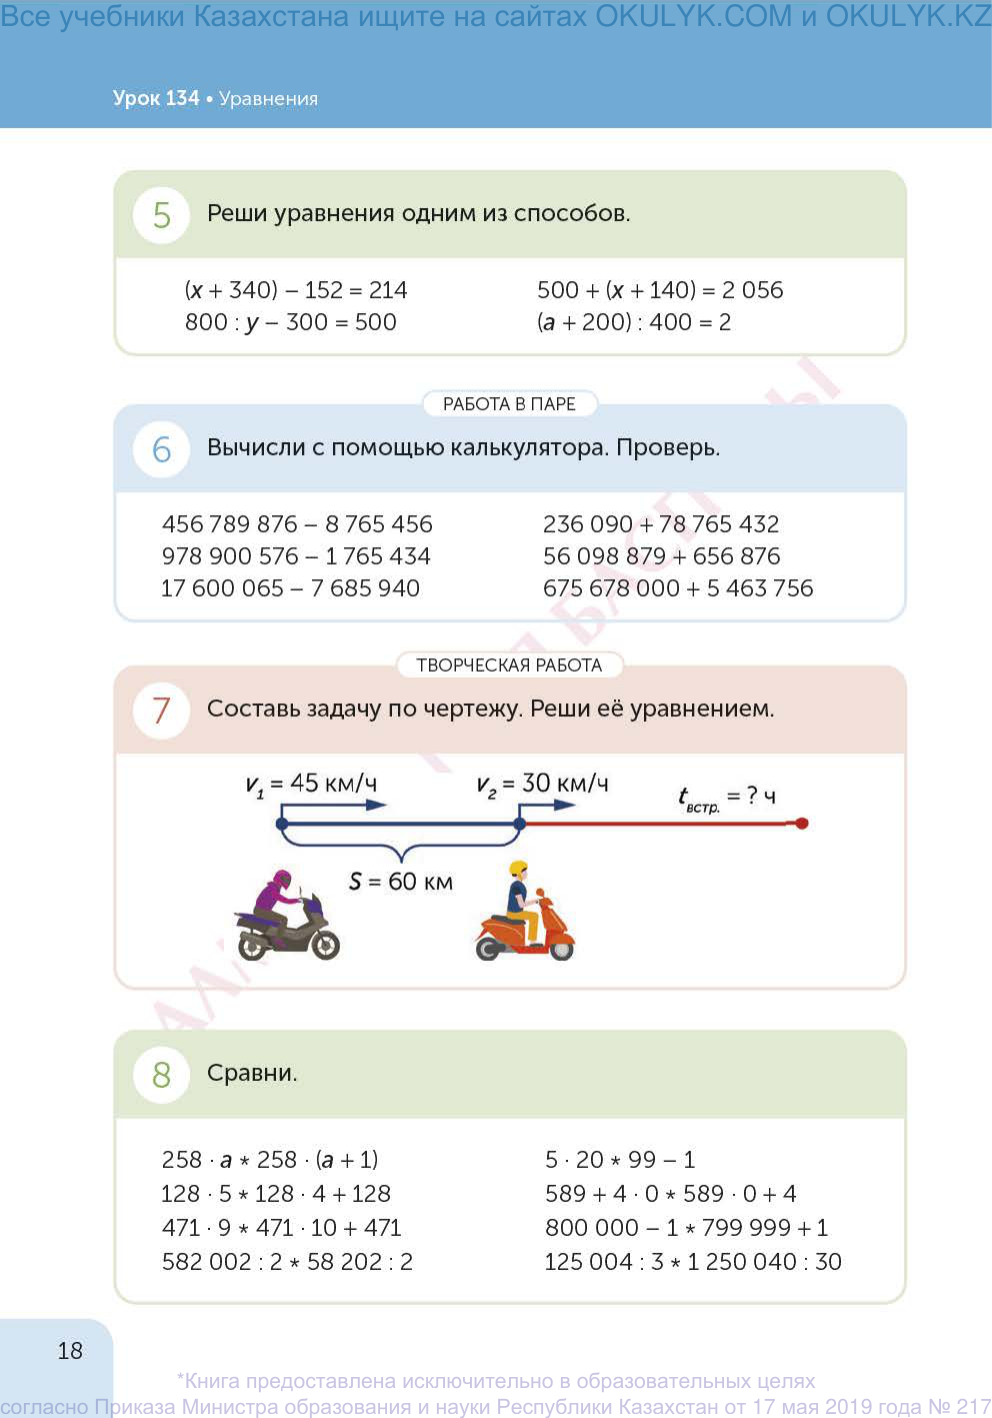 Все учебники Казахстана ищите на сайтах OKULYK.COM и OKULYK.KZ
Урок 134 • Уравнения
5 Реши уравнения одним из способов.
(x + 340) – 152 = 214
800 : y – 300 = 500
500 + (x + 140) = 2 056
(a + 200) : 400 = 2
РАБОТА В ПАРЕ
6 Вычисли с помощью калькулятора. Проверь.
456 789 876 – 8 765 456
978 900 576 – 1 765 434
17 600 065 – 7 685 940
236 090 + 78 765 432
56 098 879 + 656 876
675 678 000 + 5 463 756
ТВОРЧЕСКАЯ РАБОТА
7 Составь задачу по чертежу. Реши её уравнением.
v₁ = 45 км/ч
v₂ = 30 км/ч
t встр. = ? ч
S = 60 км
8 Сравни.
258 · a * 258 · (a + 1)
128 · 5 * 128 · 4 + 128
471 · 9 * 471 · 10 + 471
582 002 : 2 * 58 202 : 2
5 · 20 * 99 – 1
589 + 4 · 0 * 589 · 0 + 4
800 000 – 1 * 799 999 + 1
125 004 : 3 * 1 250 040 : 30
18
*Книга предоставлена исключительно в образовательных целях
согласно Приказа Министра образования и науки Республики Казахстан от 17 мая 2019 года № 217